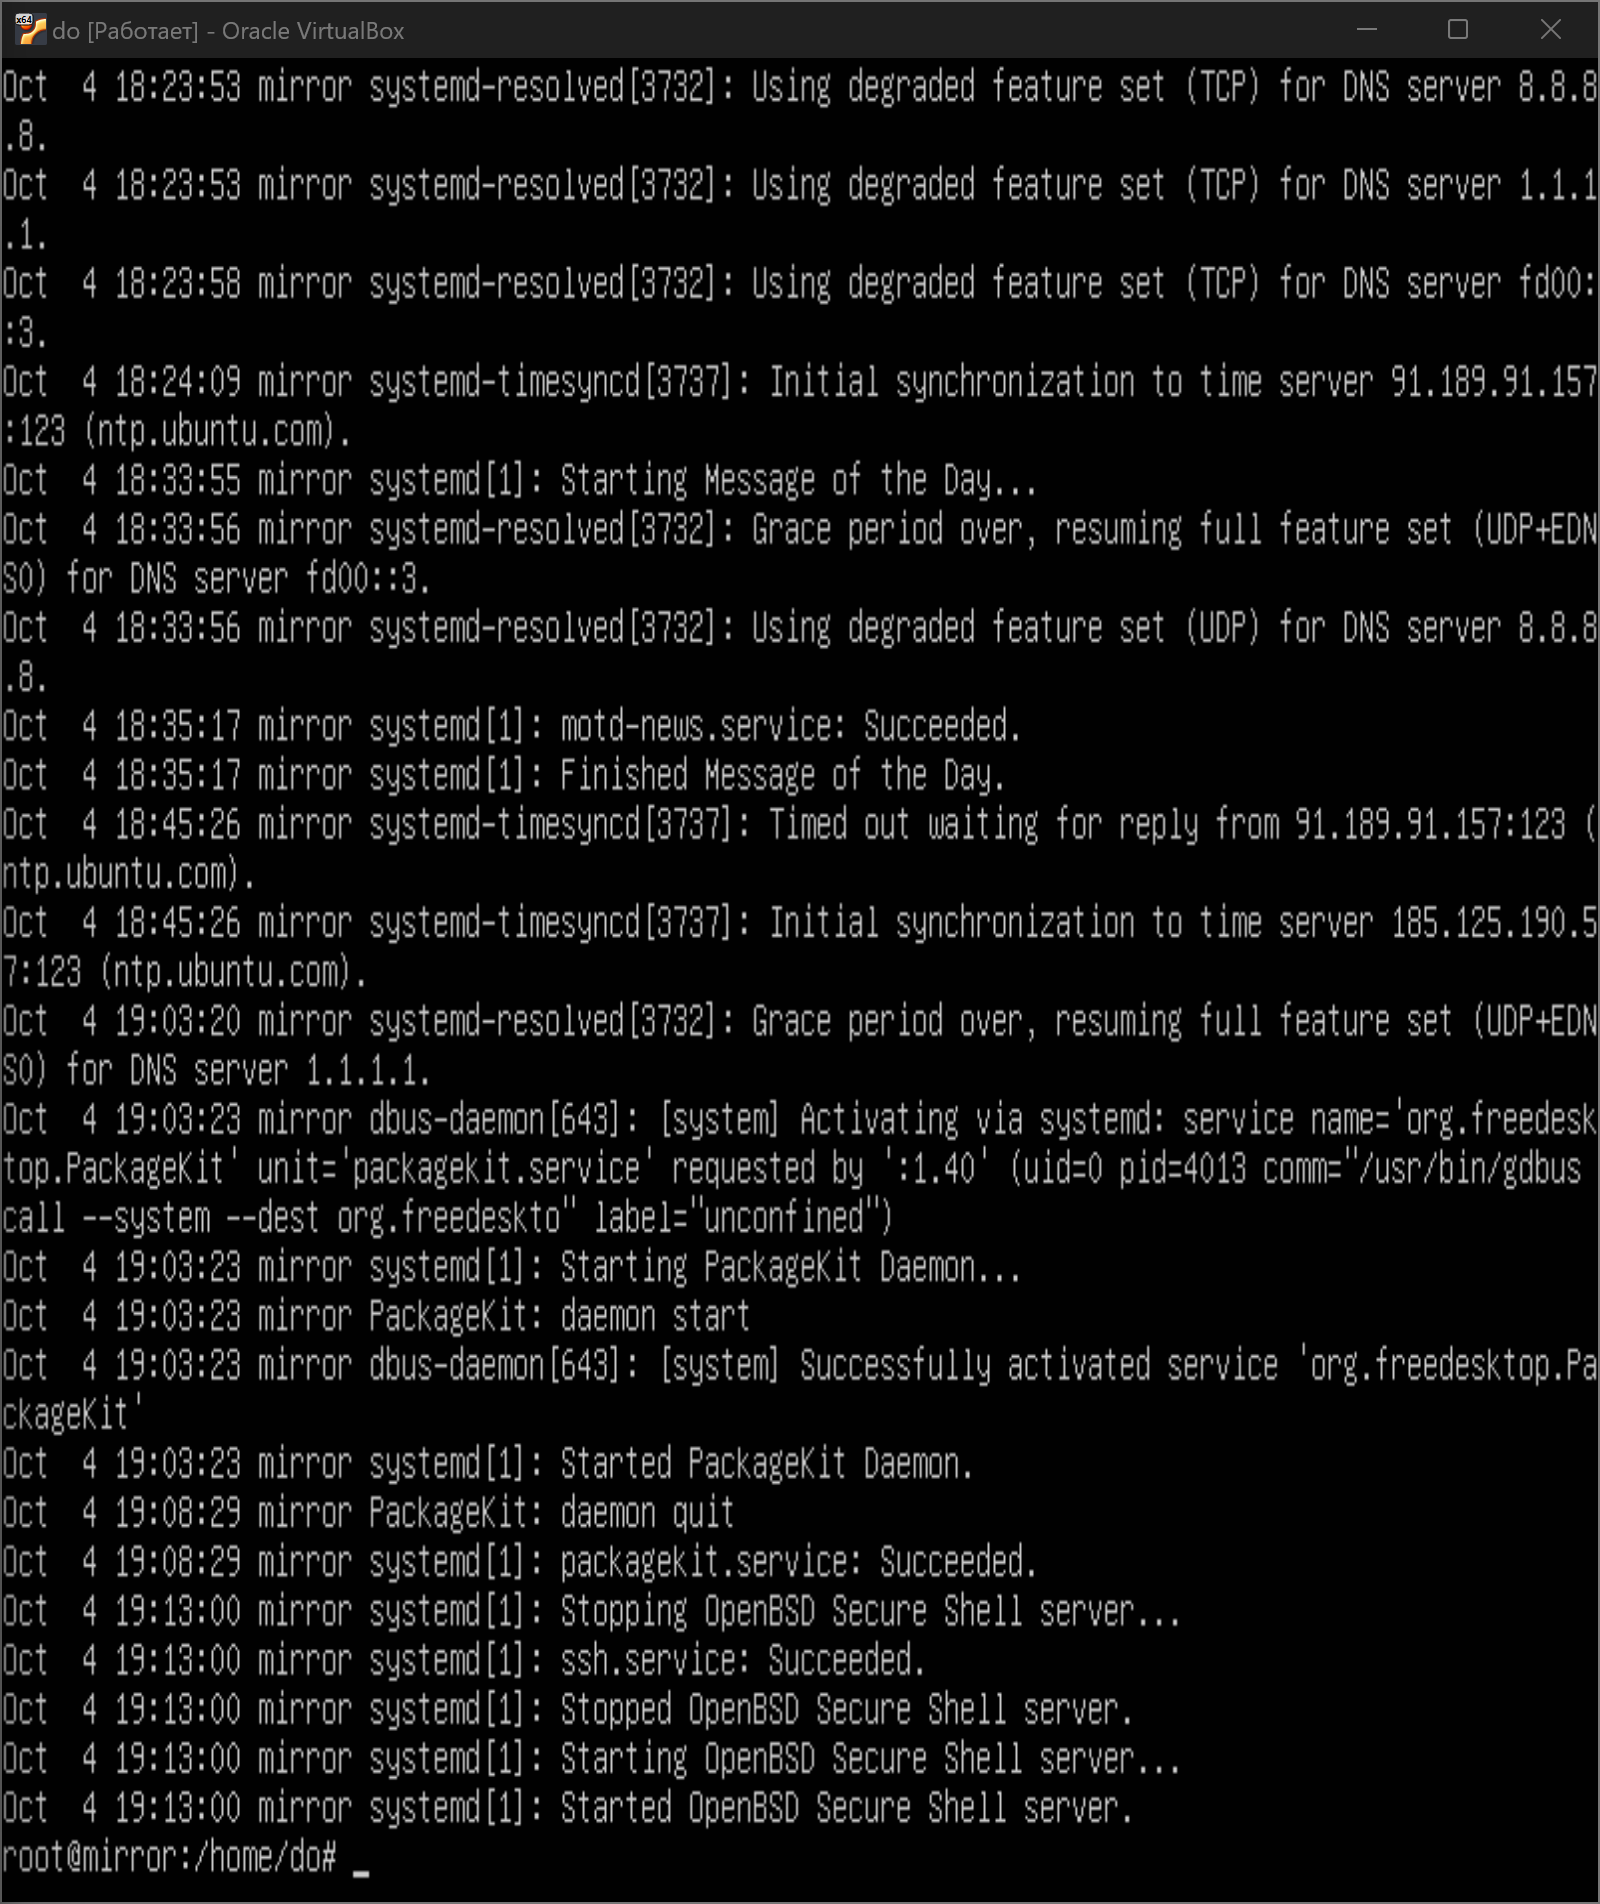 do [Работает] - Oracle VirtualBox
Oct  4 18:23:53 mirror systemd-resolved[3732]: Using degraded feature set (TCP) for DNS server 8.8.8
.8.
Oct  4 18:23:53 mirror systemd-resolved[3732]: Using degraded feature set (TCP) for DNS server 1.1.1
.1.
Oct  4 18:23:58 mirror systemd-resolved[3732]: Using degraded feature set (TCP) for DNS server fd00:
:3.
Oct  4 18:24:09 mirror systemd-timesyncd[3737]: Initial synchronization to time server 91.189.91.157
:123 (ntp.ubuntu.com).
Oct  4 18:33:55 mirror systemd[1]: Starting Message of the Day...
Oct  4 18:33:56 mirror systemd-resolved[3732]: Grace period over, resuming full feature set (UDP+EDN
S0) for DNS server fd00::3.
Oct  4 18:33:56 mirror systemd-resolved[3732]: Using degraded feature set (UDP) for DNS server 8.8.8
.8.
Oct  4 18:35:17 mirror systemd[1]: motd-news.service: Succeeded.
Oct  4 18:35:17 mirror systemd[1]: Finished Message of the Day.
Oct  4 18:45:26 mirror systemd-timesyncd[3737]: Timed out waiting for reply from 91.189.91.157:123 (
ntp.ubuntu.com).
Oct  4 18:45:26 mirror systemd-timesyncd[3737]: Initial synchronization to time server 185.125.190.5
7:123 (ntp.ubuntu.com).
Oct  4 19:03:20 mirror systemd-resolved[3732]: Grace period over, resuming full feature set (UDP+EDN
S0) for DNS server 1.1.1.1.
Oct  4 19:03:23 mirror dbus-daemon[643]: [system] Activating via systemd: service name='org.freedesk
top.PackageKit' unit='packagekit.service' requested by ':1.40' (uid=0 pid=4013 comm="/usr/bin/gdbus
call --system --dest org.freedeskto" label="unconfined")
Oct  4 19:03:23 mirror systemd[1]: Starting PackageKit Daemon...
Oct  4 19:03:23 mirror PackageKit: daemon start
Oct  4 19:03:23 mirror dbus-daemon[643]: [system] Successfully activated service 'org.freedesktop.Pa
ckageKit'
Oct  4 19:03:23 mirror systemd[1]: Started PackageKit Daemon.
Oct  4 19:08:29 mirror PackageKit: daemon quit
Oct  4 19:08:29 mirror systemd[1]: packagekit.service: Succeeded.
Oct  4 19:13:00 mirror systemd[1]: Stopping OpenBSD Secure Shell server...
Oct  4 19:13:00 mirror systemd[1]: ssh.service: Succeeded.
Oct  4 19:13:00 mirror systemd[1]: Stopped OpenBSD Secure Shell server.
Oct  4 19:13:00 mirror systemd[1]: Starting OpenBSD Secure Shell server...
Oct  4 19:13:00 mirror systemd[1]: Started OpenBSD Secure Shell server.
root@mirror:/home/do# _